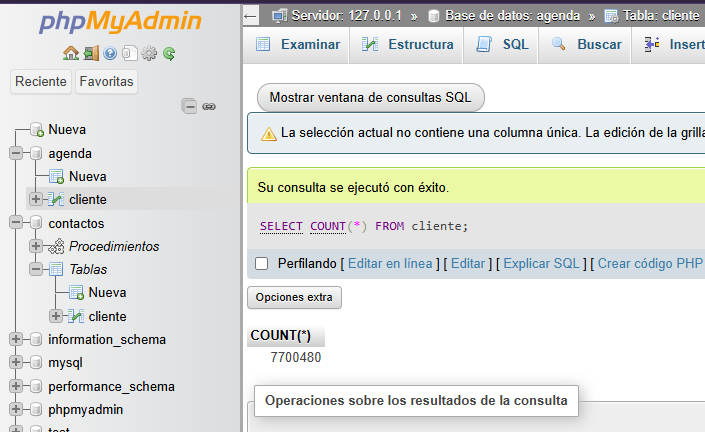 phpMyAdmin
Reciente Favoritas
Nueva
agenda
Nueva
cliente
contactos
Procedimientos
Tablas
Nueva
cliente
information_schema
mysql
performance_schema
phpmyadmin
test
Servidor: 127.0.0.1 » Base de datos: agenda » Tabla: cliente
Examinar Estructura SQL Buscar Insert
Mostrar ventana de consultas SQL
La selección actual no contiene una columna única. La edición de la grilla
Su consulta se ejecutó con éxito.
SELECT COUNT(*) FROM cliente;
Perfilando [ Editar en línea ] [ Editar ] [ Explicar SQL ] [ Crear código PHP
Opciones extra
COUNT(*)
7700480
Operaciones sobre los resultados de la consulta